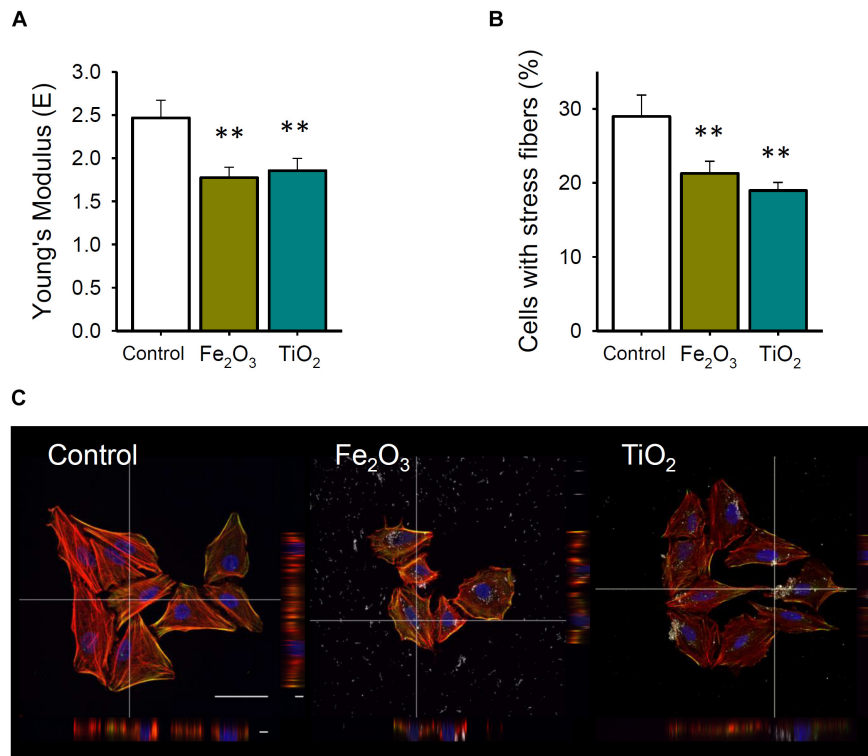 A
Young's Modulus (E)
3.0
2.5
2.0
1.5
1.0
0.5
0.0
**
**
Control
Fe₂O₃
TiO₂
B
Cells with stress fibers (%)
30
20
10
0
**
**
Control
Fe₂O₃
TiO₂
C
Control
Fe₂O₃
TiO₂